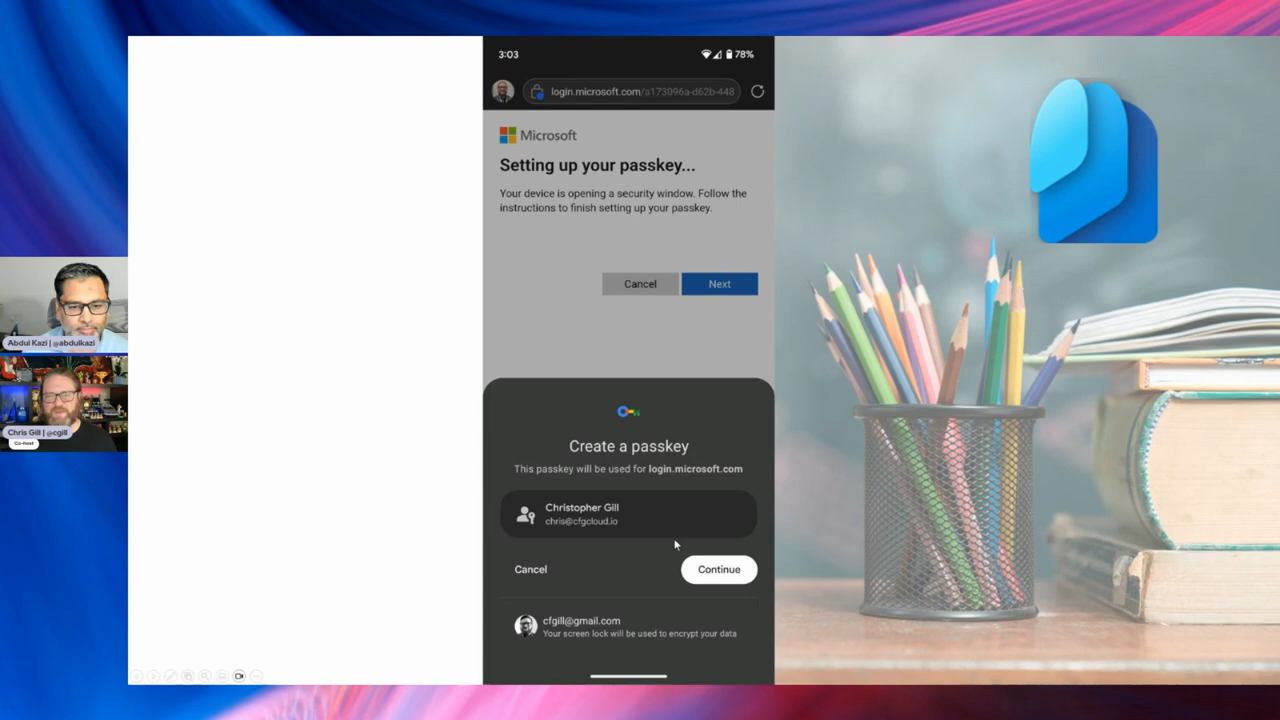 3:03
78%
login.microsoft.com/a173096a-d62b-448
Microsoft
Setting up your passkey...
Your device is opening a security window. Follow the
instructions to finish setting up your passkey.
Cancel
Next
Abdul Kazi | @abdulkazi
Chris Gill | @cgill
Co-host
Create a passkey
This passkey will be used for login.microsoft.com
Christopher Gill
chris@cfgcloud.io
Cancel
Continue
cfgill@gmail.com
Your screen lock will be used to encrypt your data